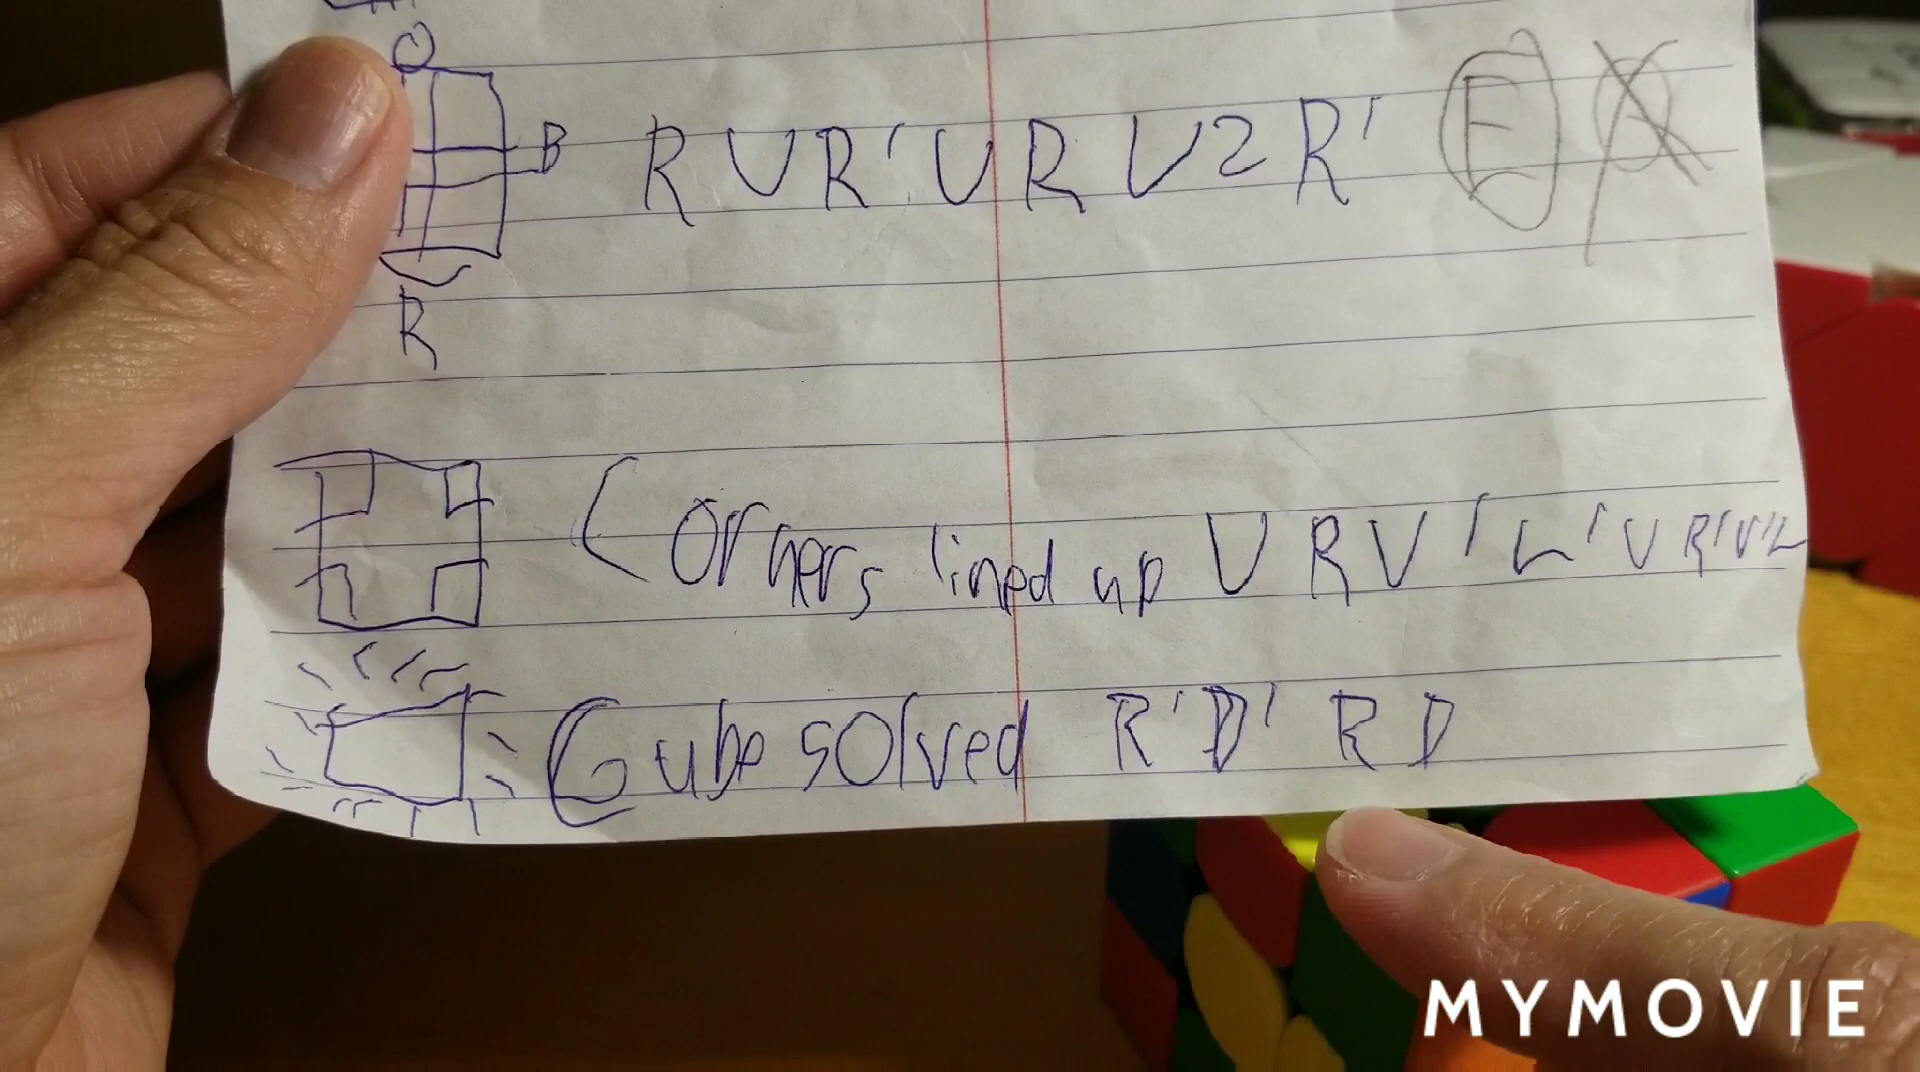 O
B R U R' U R U2 R' E
R
Corners lined up U R U' L' U R' U' L
Cube solved R' D' R D
MYMOVIE